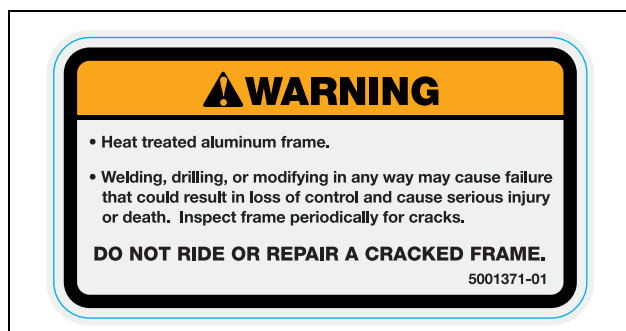 WARNING
• Heat treated aluminum frame.
• Welding, drilling, or modifying in any way may cause failure
that could result in loss of control and cause serious injury
or death.  Inspect frame periodically for cracks.
DO NOT RIDE OR REPAIR A CRACKED FRAME.
5001371-01